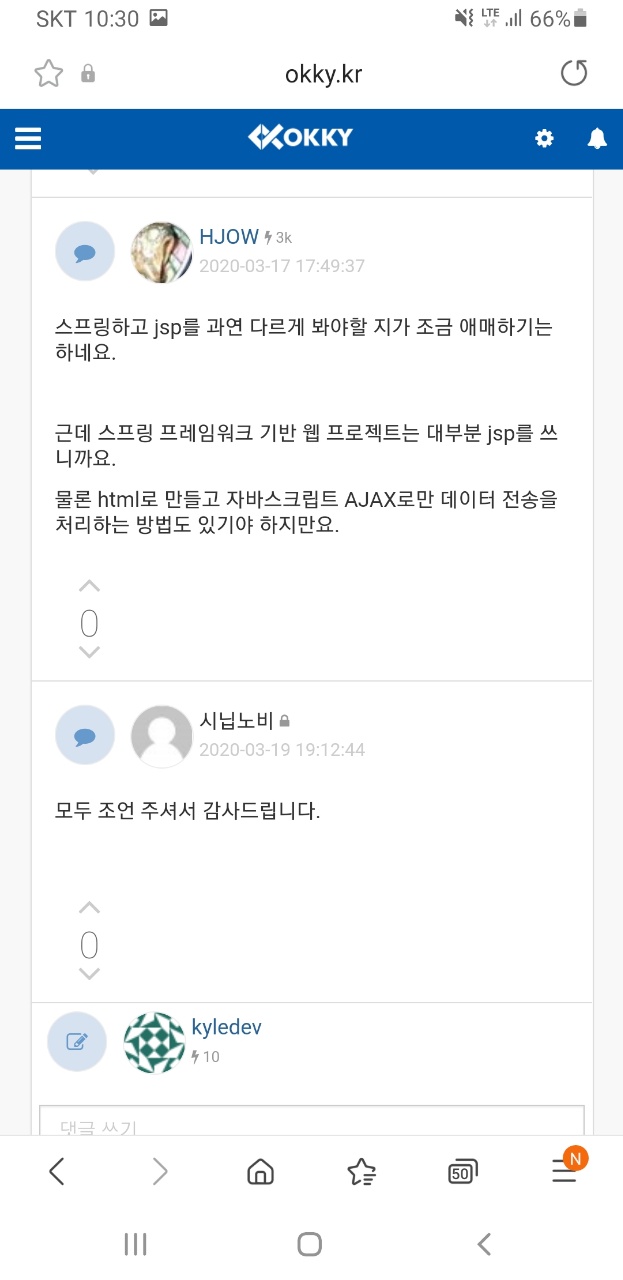 SKT 10:30 LTE 66%
okky.kr
OKKY
HJOW 3k
2020-03-17 17:49:37
스프링하고 jsp를 과연 다르게 봐야할 지가 조금 애매하기는
하네요.
근데 스프링 프레임워크 기반 웹 프로젝트는 대부분 jsp를 쓰
니까요.
물론 html로 만들고 자바스크립트 AJAX로만 데이터 전송을
처리하는 방법도 있기야 하지만요.
0
시닙노비
2020-03-19 19:12:44
모두 조언 주셔서 감사드립니다.
0
kyledev
10
댓글 쓰기
50
N